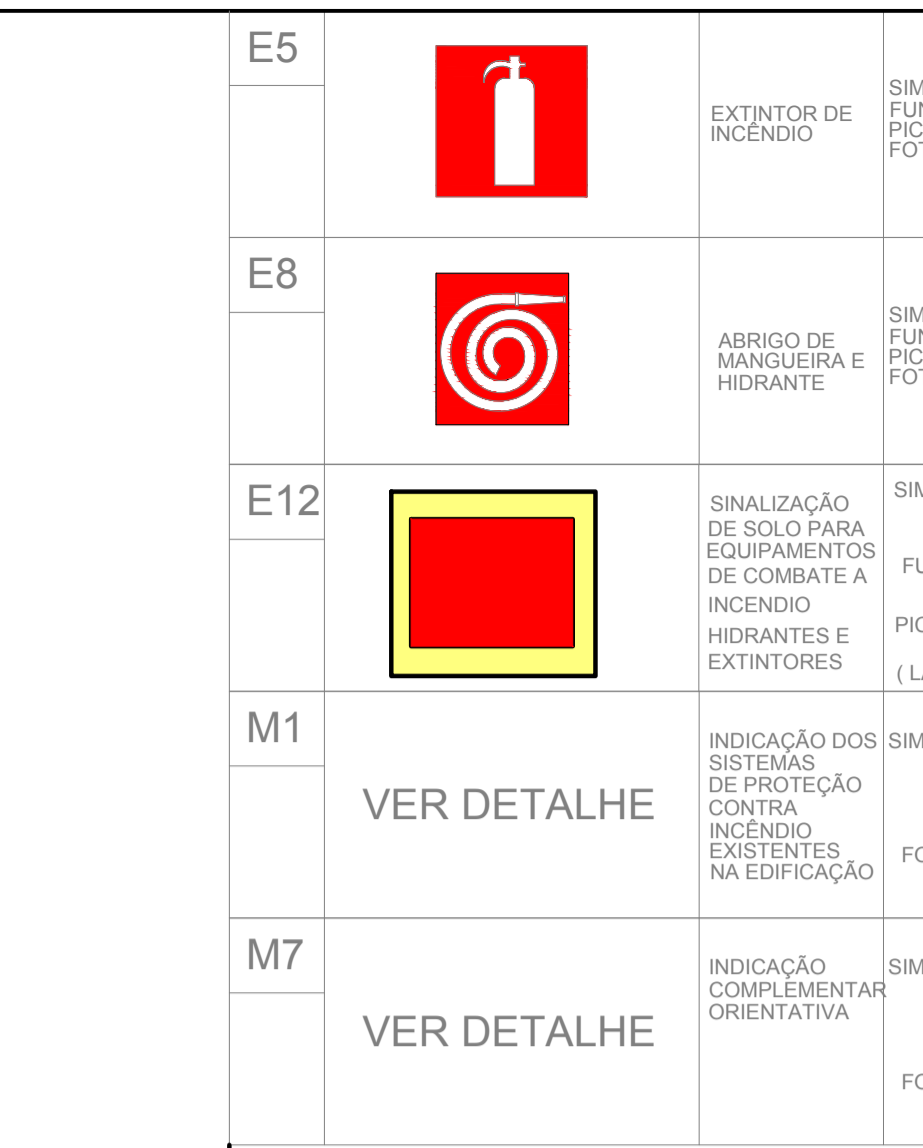 E5
EXTINTOR DE
INCÊNDIO
E8
ABRIGO DE
MANGUEIRA E
HIDRANTE
E12
SINALIZAÇÃO
DE SOLO PARA
EQUIPAMENTOS
DE COMBATE A
INCENDIO
HIDRANTES E
EXTINTORES
M1
VER DETALHE
INDICAÇÃO DOS
SISTEMAS
DE PROTEÇÃO
CONTRA
INCÊNDIO
EXISTENTES
NA EDIFICAÇÃO
M7
VER DETALHE
INDICAÇÃO
COMPLEMENTAR
ORIENTATIVA